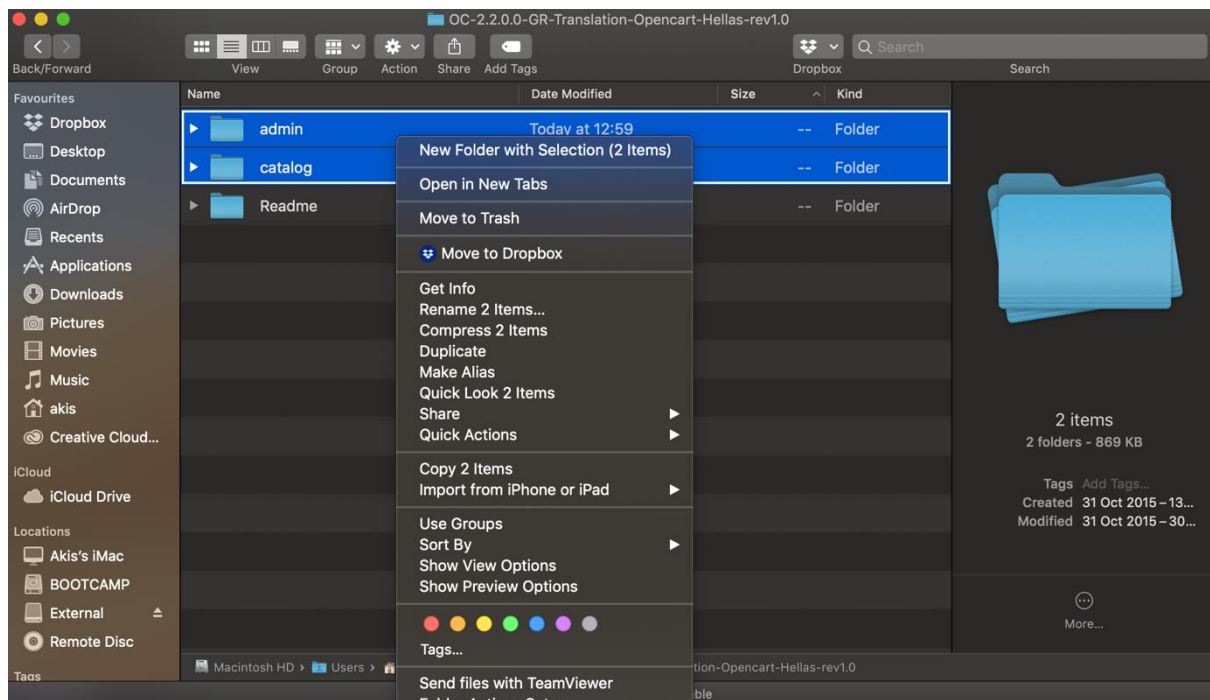 OC-2.2.0.0-GR-Translation-Opencart-Hellas-rev1.0
Search
Back/Forward View Group Action Share Add Tags Dropbox Search
Favourites
Dropbox
Desktop
Documents
AirDrop
Recents
Applications
Downloads
Pictures
Movies
Music
akis
Creative Cloud...
iCloud
iCloud Drive
Locations
Akis's iMac
BOOTCAMP
External
Remote Disc
Tags
Name Date Modified Size Kind
admin Today at 12:59 -- Folder
catalog -- Folder
Readme -- Folder
New Folder with Selection (2 Items)
Open in New Tabs
Move to Trash
Move to Dropbox
Get Info
Rename 2 Items...
Compress 2 Items
Duplicate
Make Alias
Quick Look 2 Items
Share
Quick Actions
Copy 2 Items
Import from iPhone or iPad
Use Groups
Sort By
Show View Options
Show Preview Options
Tags...
Send files with TeamViewer
2 items
2 folders - 869 KB
Tags Add Tags...
Created 31 Oct 2015 – 13...
Modified 31 Oct 2015 – 30...
More...
Macintosh HD › Users › tion-Opencart-Hellas-rev1.0